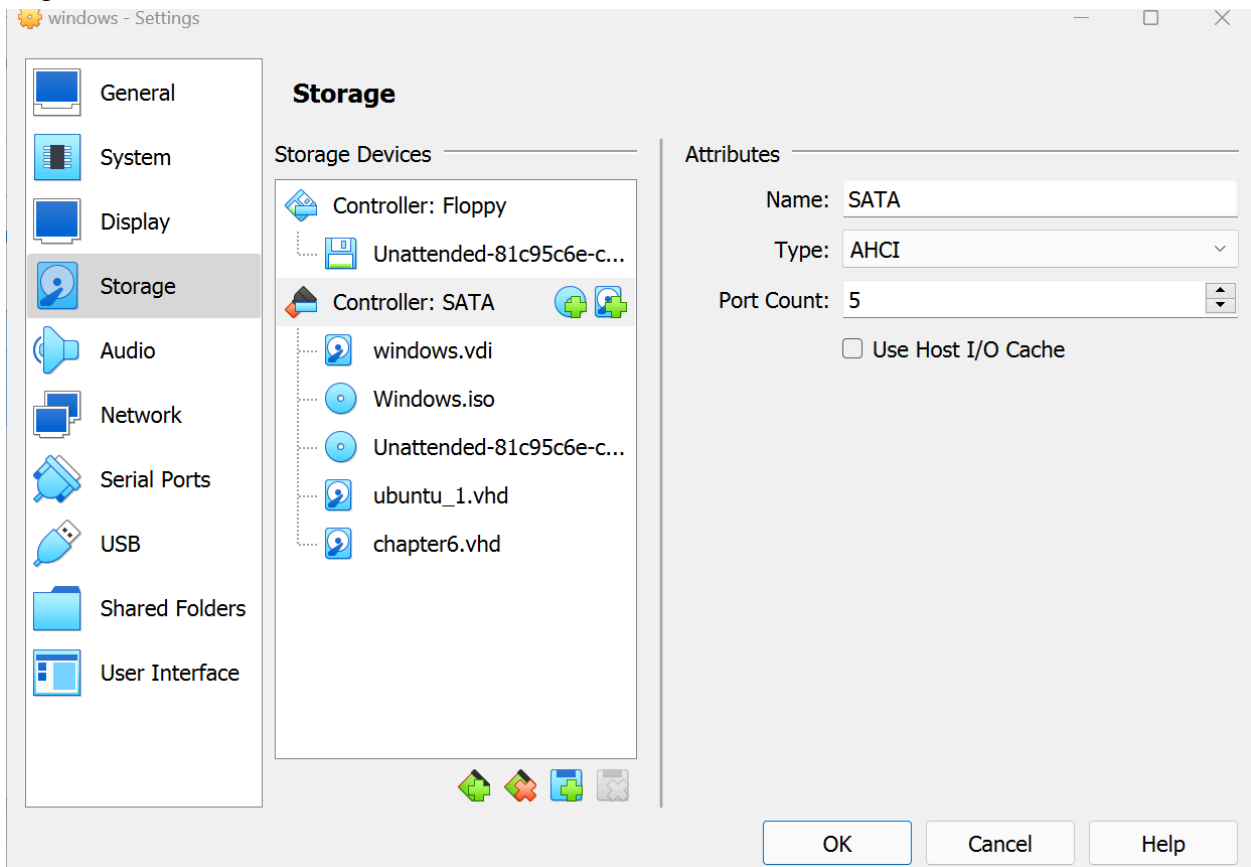 windows - Settings
General
System
Display
Storage
Audio
Network
Serial Ports
USB
Shared Folders
User Interface
Storage
Storage Devices
Controller: Floppy
Unattended-81c95c6e-c...
Controller: SATA
windows.vdi
Windows.iso
Unattended-81c95c6e-c...
ubuntu_1.vhd
chapter6.vhd
Attributes
Name: SATA
Type: AHCI
Port Count: 5
Use Host I/O Cache
OK Cancel Help